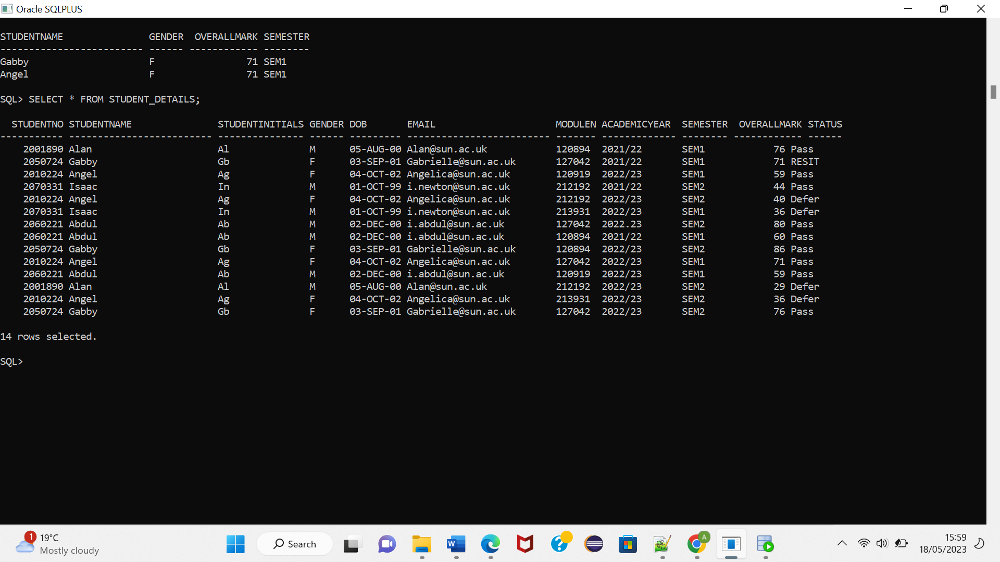 Oracle SQLPLUS
STUDENTNAME               GENDER  OVERALLMARK SEMESTER
------------------------- ------ ------------ --------
Gabby                     F                71 SEM1
Angel                     F                71 SEM1
SQL> SELECT * FROM STUDENT_DETAILS;
  STUDENTNO STUDENTNAME               STUDENTINITIALS GENDER DOB       EMAIL                     MODULEN ACADEMICYEAR  SEMESTER  OVERALLMARK STATUS
----------- ------------------------- --------------- ------ --------- ------------------------- ------- ------------- -------- ------------ ------
    2001890 Alan                      Al              M      05-AUG-00 Alan@sun.ac.uk            120894  2021/22       SEM1               76 Pass
    2050724 Gabby                     Gb              F      03-SEP-01 Gabrielle@sun.ac.uk       127042  2021/22       SEM1               71 RESIT
    2010224 Angel                     Ag              F      04-OCT-02 Angelica@sun.ac.uk        120919  2022/23       SEM1               59 Pass
    2070331 Isaac                     In              M      01-OCT-99 i.newton@sun.ac.uk        212192  2021/22       SEM2               44 Pass
    2010224 Angel                     Ag              F      04-OCT-02 Angelica@sun.ac.uk        212192  2022/23       SEM2               40 Defer
    2070331 Isaac                     In              M      01-OCT-99 i.newton@sun.ac.uk        213931  2022/23       SEM1               36 Defer
    2060221 Abdul                     Ab              M      02-DEC-00 i.abdul@sun.ac.uk         127042  2022.23       SEM2               80 Pass
    2060221 Abdul                     Ab              M      02-DEC-00 i.abdul@sun.ac.uk         120894  2021/22       SEM1               60 Pass
    2050724 Gabby                     Gb              F      03-SEP-01 Gabrielle@sun.ac.uk       120894  2022/23       SEM2               86 Pass
    2010224 Angel                     Ag              F      04-OCT-02 Angelica@sun.ac.uk        127042  2022/23       SEM1               71 Pass
    2060221 Abdul                     Ab              M      02-DEC-00 i.abdul@sun.ac.uk         120919  2022/23       SEM1               59 Pass
    2001890 Alan                      Al              M      05-AUG-00 Alan@sun.ac.uk            212192  2022/23       SEM2               29 Defer
    2010224 Angel                     Ag              F      04-OCT-02 Angelica@sun.ac.uk        213931  2022/23       SEM2               36 Defer
    2050724 Gabby                     Gb              F      03-SEP-01 Gabrielle@sun.ac.uk       127042  2022/23       SEM2               76 Pass
14 rows selected.
SQL>
1
19°C
Mostly cloudy
Search
W
?
A
15:59
18/05/2023